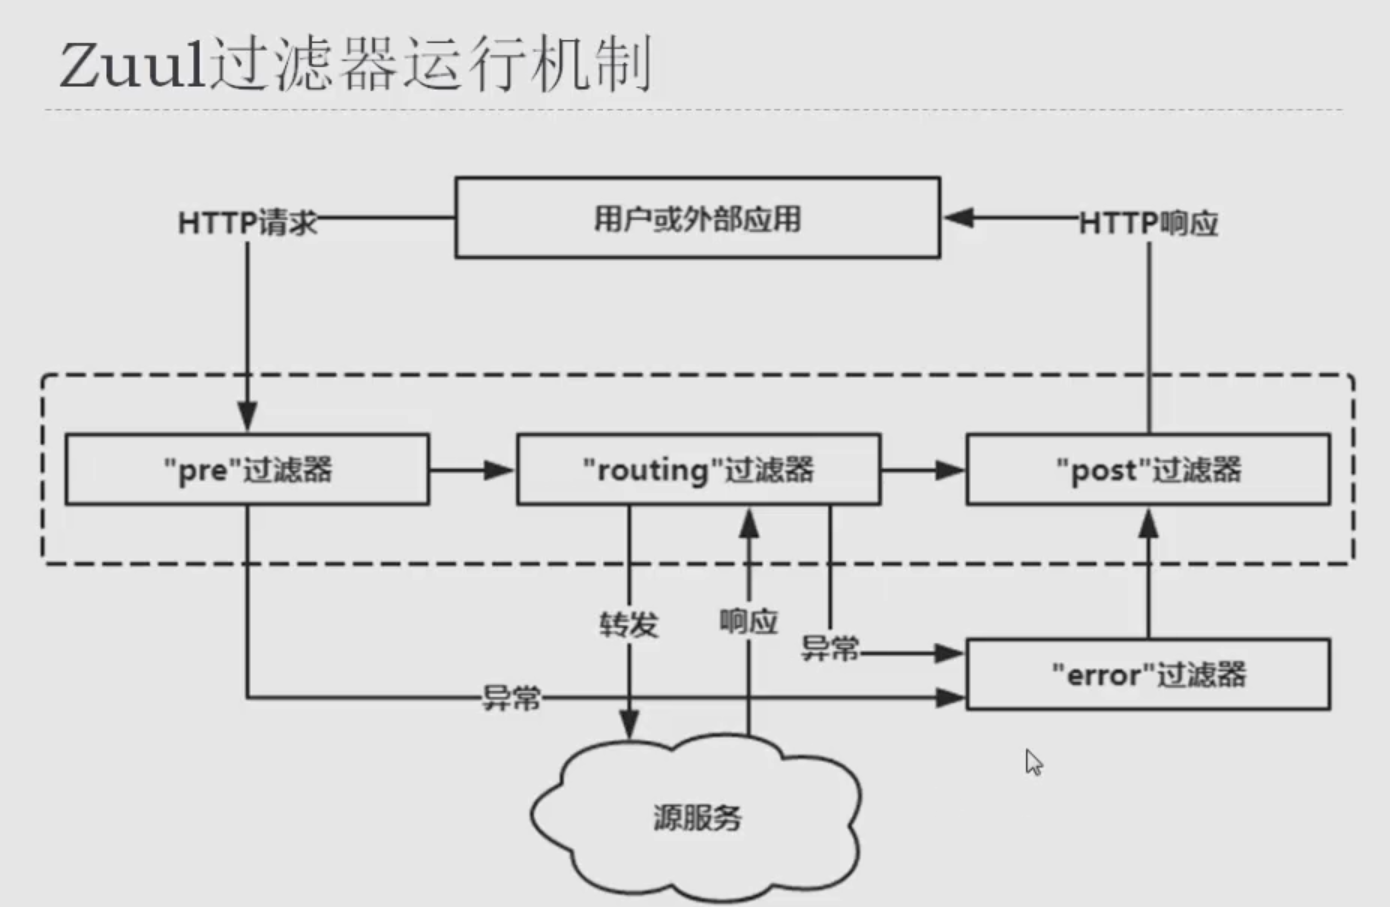 Zuul过滤器运行机制
用户或外部应用
HTTP请求
HTTP响应
"pre"过滤器
"routing"过滤器
"post"过滤器
转发
响应
异常
"error"过滤器
异常
源服务